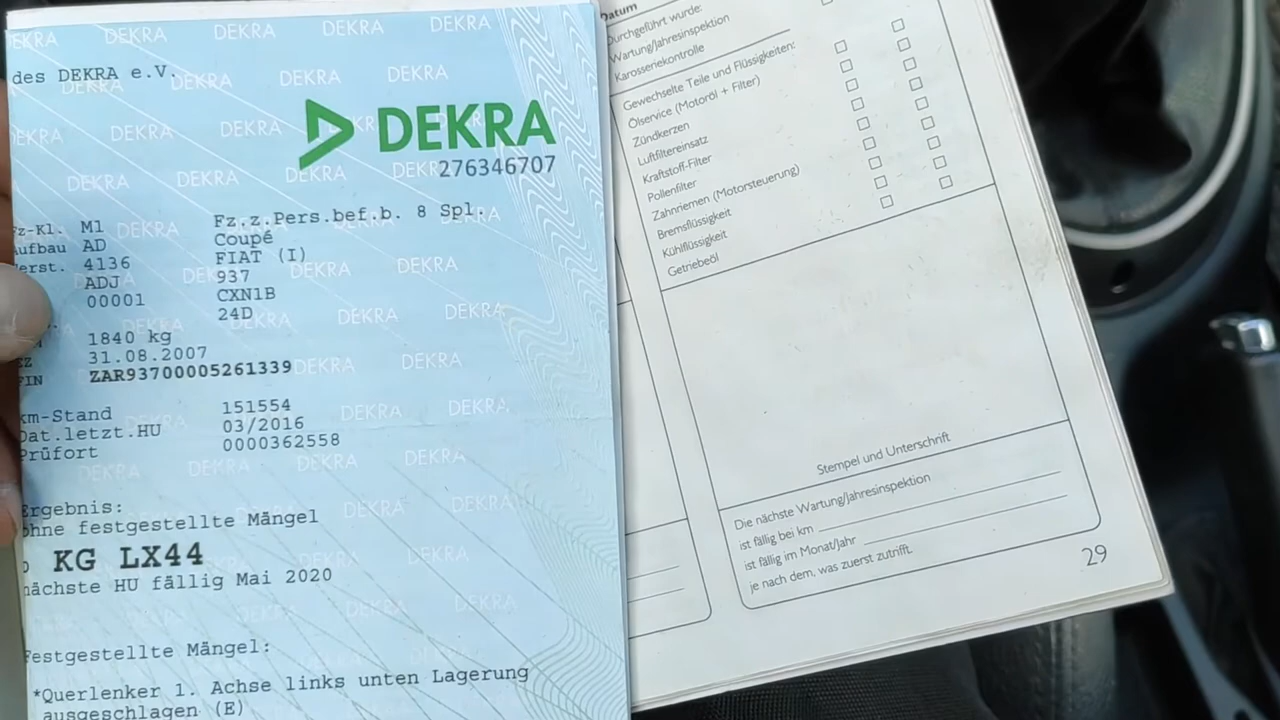 des DEKRA e.V.
DEKRA
276346707
Fz-Kl. M1 Fz.z.Pers.bef.b. 8 Spl.
Aufbau AD Coupé
4136 FIAT (I)
ADJ 937
00001 CXN1B
24D
1840 kg
EZ 31.08.2007
FIN ZAR93700005261339
km-Stand 151554
Dat.letzt.HU 03/2016
Prüfort 0000362558
Ergebnis:
ohne festgestellte Mängel
KG LX44
nächste HU fällig Mai 2020
Festgestellte Mängel:
*Querlenker 1. Achse links unten Lagerung
ausgeschlagen (E)
Datum
Durchgeführt wurde:
Wartung/Jahresinspektion
Karosseriekontrolle
Gewechselte Teile und Flüssigkeiten:
Ölservice (Motoröl + Filter)
Zündkerzen
Luftfiltereinsatz
Kraftstoff-Filter
Pollenfilter
Zahnriemen (Motorsteuerung)
Bremsflüssigkeit
Kühlflüssigkeit
Getriebeöl
Stempel und Unterschrift
Die nächste Wartung/Jahresinspektion
ist fällig bei km
ist fällig im Monat/Jahr
je nach dem, was zuerst zutrifft.
29